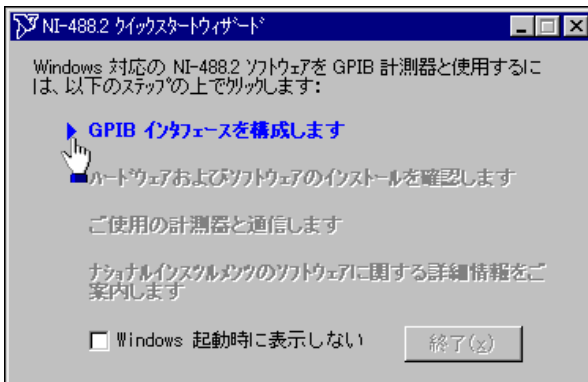 NI-488.2 クイックスタートウィザード
Windows 対応の NI-488.2 ソフトウェアを GPIB 計測器と使用するに
は、以下のステップの上でクリックします:
GPIB インタフェースを構成します
ハードウェアおよびソフトウェアのインストールを確認します
ご使用の計測器と通信します
ナショナルインスツルメンツのソフトウェアに関する詳細情報をご
案内します
Windows 起動時に表示しない
終了(x)